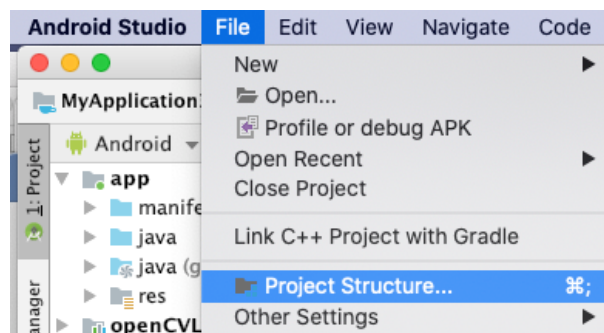 Android Studio File Edit View Navigate Code
MyApplication
Android
1: Project
app
manife
java
java (g
res
openCVL
anager
New
Open...
Profile or debug APK
Open Recent
Close Project
Link C++ Project with Gradle
Project Structure... ⌘;
Other Settings